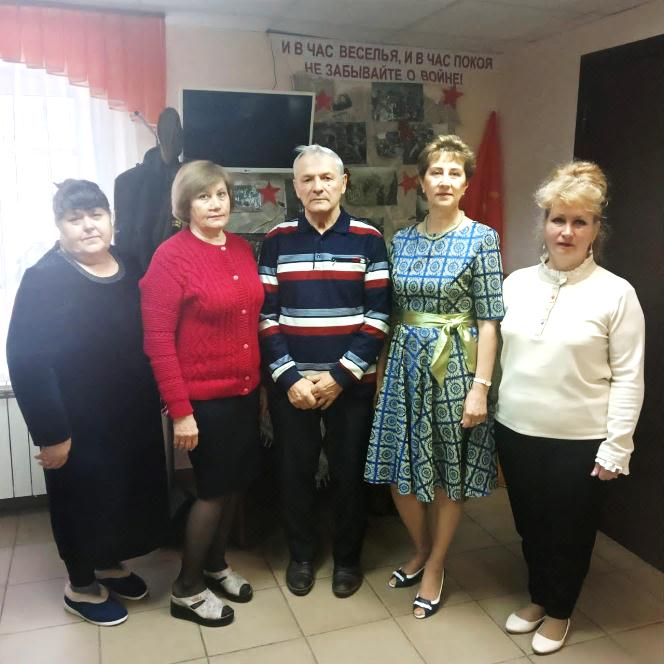 И В ЧАС ВЕСЕЛЬЯ, И В ЧАС ПОКОЯ
НЕ ЗАБЫВАЙТЕ О ВОЙНЕ!